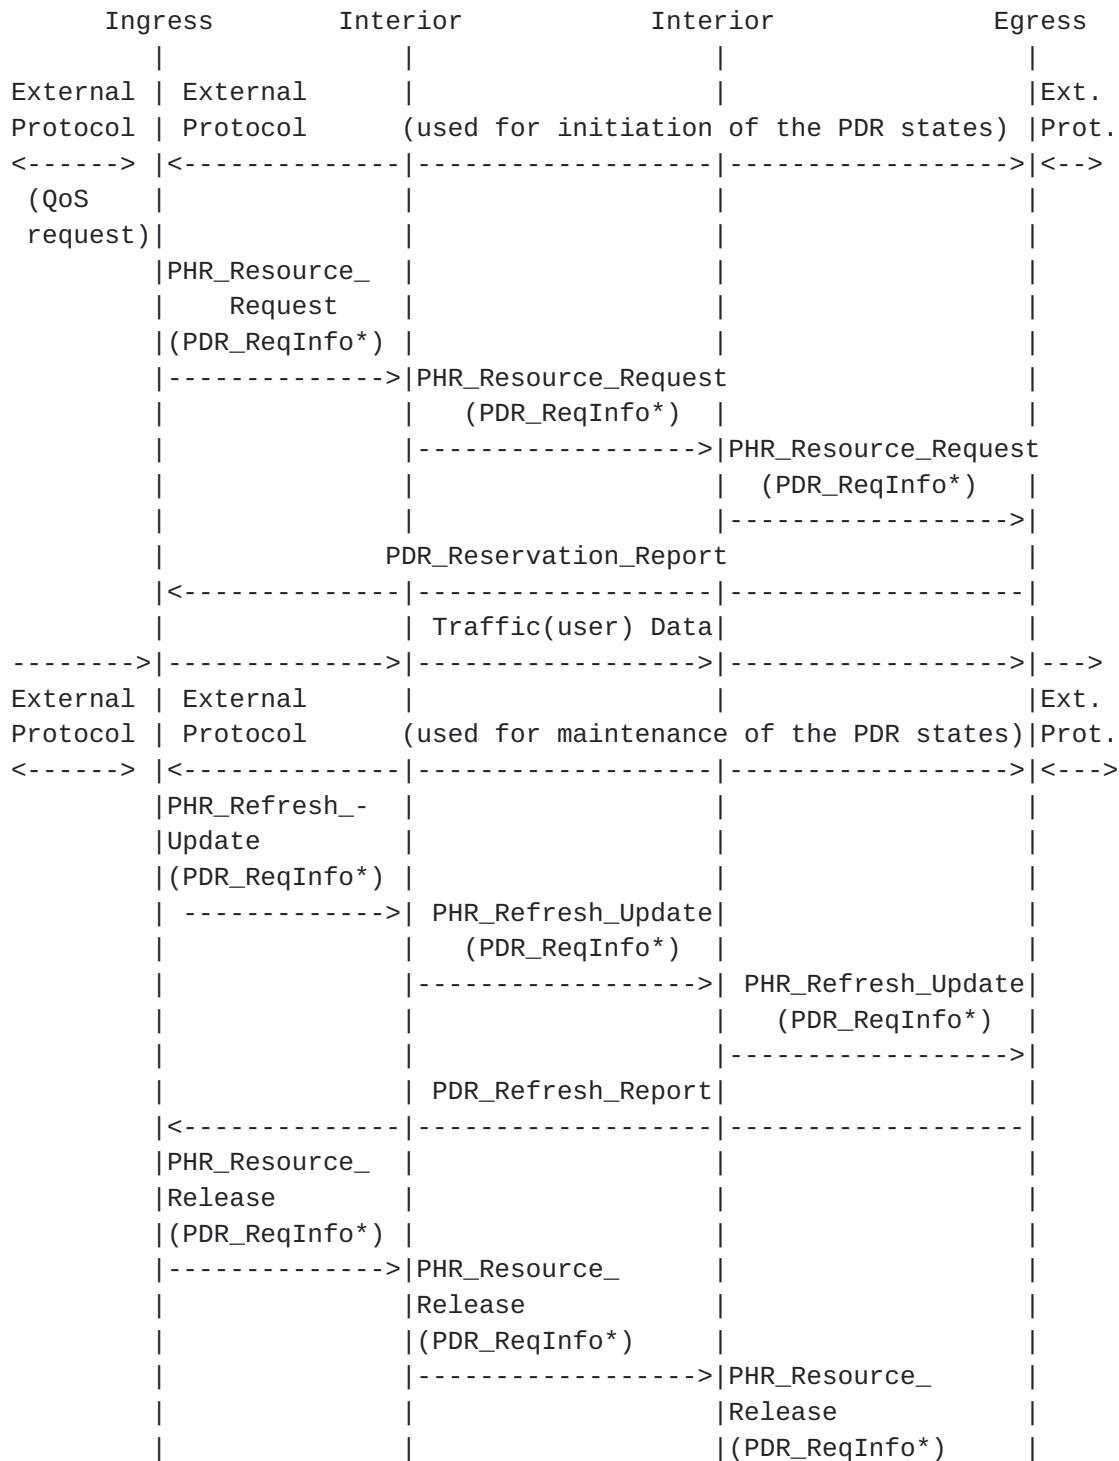 Ingress        Interior            Interior              Egress
         |               |                   |                   |
External | External      |                   |                   |Ext.
Protocol | Protocol      (used for initiation of the PDR states) |Prot.
<------> |<--------------|-------------------|------------------>|<-->
 (QoS    |               |                   |                   |
 request)|               |                   |                   |
         |PHR_Resource_  |                   |                   |
         |    Request    |                   |                   |
         |(PDR_ReqInfo*) |                   |                   |
         |-------------->|PHR_Resource_Request                   |
         |               |   (PDR_ReqInfo*)  |                   |
         |               |------------------>|PHR_Resource_Request
         |               |                   |  (PDR_ReqInfo*)   |
         |               |                   |------------------>|
         |              PDR_Reservation_Report                   |
         |<--------------|-------------------|-------------------|
         |               | Traffic(user) Data|                   |
-------->|-------------->|------------------>|------------------>|--->
External | External      |                   |                   |Ext.
Protocol | Protocol      (used for maintenance of the PDR states)|Prot.
<------> |<--------------|-------------------|------------------>|<--->
         |PHR_Refresh_-  |                   |                   |
         |Update         |                   |                   |
         |(PDR_ReqInfo*) |                   |                   |
         | ------------->| PHR_Refresh_Update|                   |
         |               |   (PDR_ReqInfo*)  |                   |
         |               |------------------>| PHR_Refresh_Update|
         |               |                   |   (PDR_ReqInfo*)  |
         |               |                   |------------------>|
         |               | PDR_Refresh_Report|                   |
         |<--------------|-------------------|-------------------|
         |PHR_Resource_  |                   |                   |
         |Release        |                   |                   |
         |(PDR_ReqInfo*) |                   |                   |
         |-------------->|PHR_Resource_      |                   |
         |               |Release            |                   |
         |               |(PDR_ReqInfo*)     |                   |
         |               |------------------>|PHR_Resource_      |
         |               |                   |Release            |
         |               |                   |(PDR_ReqInfo*)     |